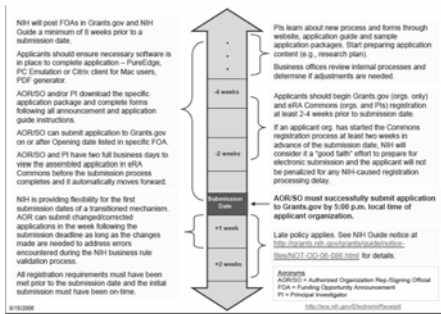 NIH will post FOAs in Grants.gov and NIH
Guide a minimum of 8 weeks prior to a
submission date.
Applicants should ensure necessary software is
in place to complete application – PureEdge,
PC Emulation or Citrix client for Mac users,
PDF generator.
AOR/SO and/or PI download the specific
application package and complete forms
following all announcement and application
guide instructions.
AOR/SO can submit application to Grants.gov
on or after Opening date listed in specific FOA.
AOR/SO and PI have two full business days to
view the assembled application in eRA
Commons before the submission process
completes and it automatically moves forward.
NIH is providing flexibility for the first
submission dates of a transitioned mechanism.
AOR can submit changed/corrected
applications in the week following the
submission deadline as long as the changes
made are needed to address errors
encountered during the NIH business rule
validation process.
All registration requirements must have been
met prior to the submission date and the initial
submission must have been on-time.
8/15/2006
-4 weeks
-2 weeks
Submission
Date
+1 week
+2 weeks
PIs learn about new process and forms through
website, application guide and sample
application packages. Start preparing application
content (e.g., research plan).
Business offices review internal processes and
determine if adjustments are needed.
Applicants should begin Grants.gov (orgs. only)
and eRA Commons (orgs. and PIs) registration
at least 2-4 weeks prior to submission date.
If an applicant org. has started the Commons
registration process at least two weeks in
advance of the submission date, NIH will
consider it a "good faith" effort to prepare for
electronic submission and the applicant will not
be penalized for any NIH-caused registration
processing delay.
AOR/SO must successfully submit application
to Grants.gov by 5:00 p.m. local time of
applicant organization.
Late policy applies. See NIH Guide notice at
http://grants.nih.gov/grants/guide/notice-
files/NOT-OD-06-086.html for details.
Acronyms
AOR/SO = Authorized Organization Rep./Signing Official
FOA = Funding Opportunity Announcement
PI = Principal Investigator
http://era.nih.gov/ElectronicReceipt/